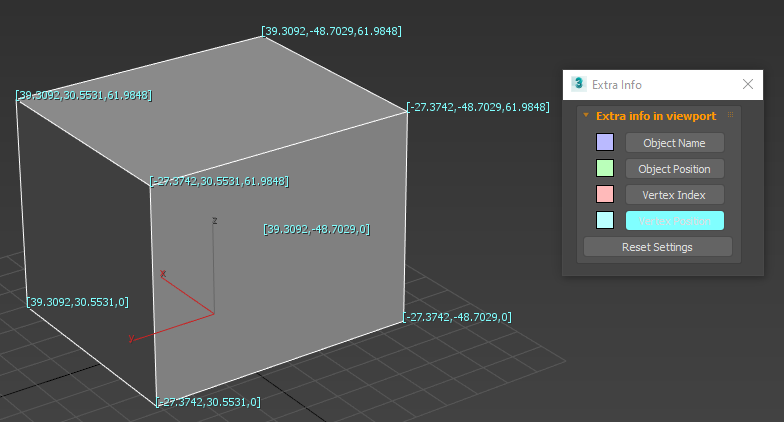 [39.3092,-48.7029,61.9848]
[39.3092,30.5531,61.9848]
[-27.3742,-48.7029,61.9848]
[-27.3742,30.5531,61.9848]
z
[39.3092,-48.7029,0]
x
[39.3092,30.5531,0]
[-27.3742,-48.7029,0]
y
[-27.3742,30.5531,0]
3 Extra Info
Extra info in viewport
Object Name
Object Position
Vertex Index
Vertex Position
Reset Settings